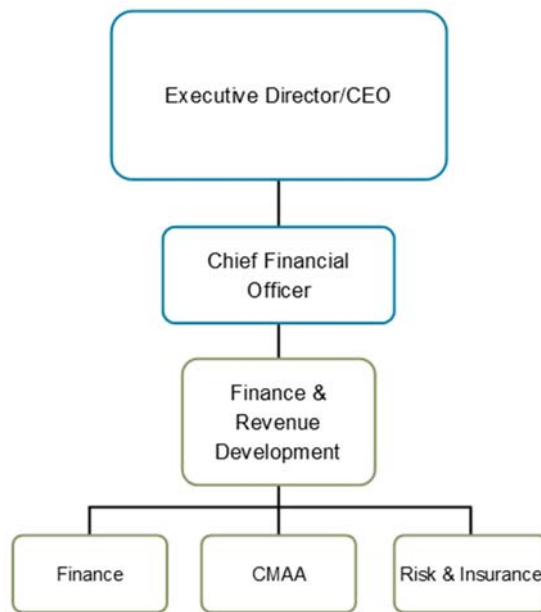 Executive Director/CEO
Chief Financial
Officer
Finance &
Revenue
Development
Finance
CMAA
Risk & Insurance